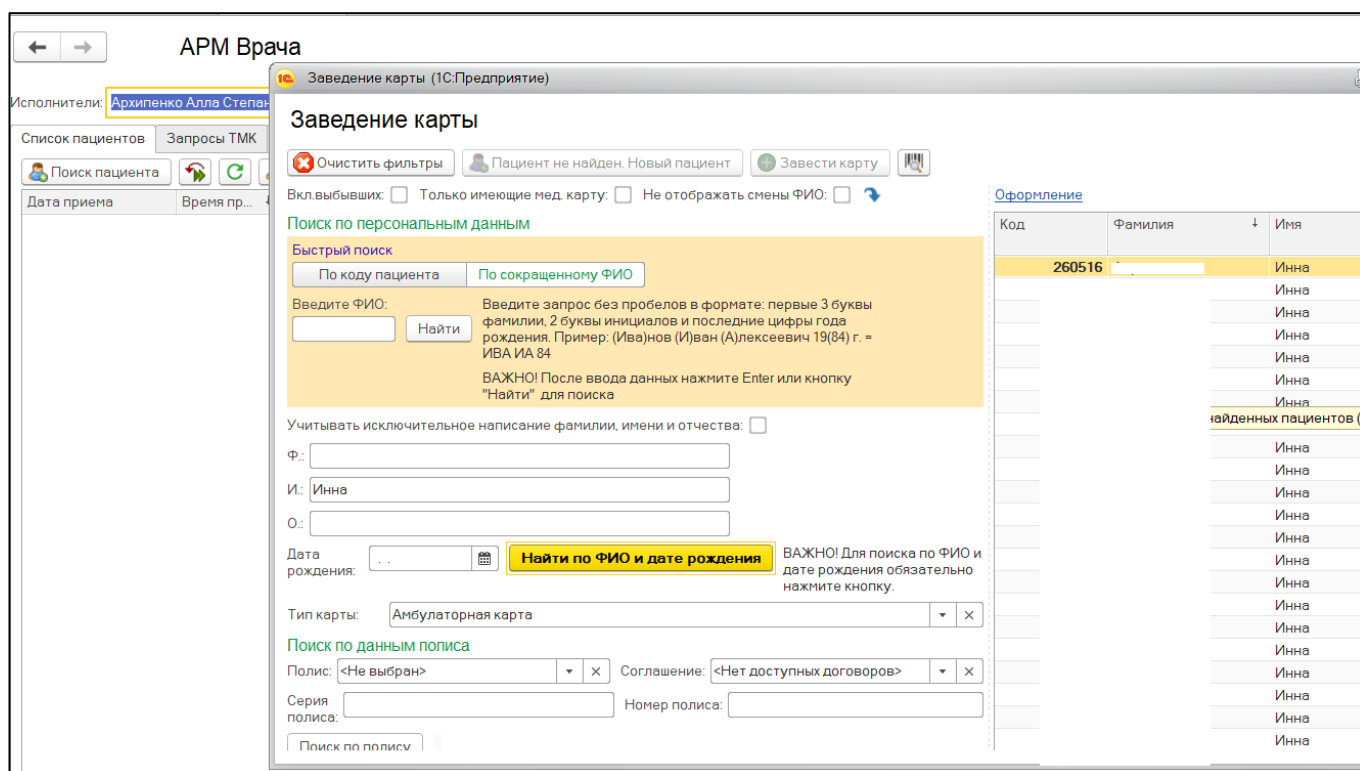 АРМ Врача
Исполнители: Архипенко Алла Степан
Список пациентов Запросы ТМК
Поиск пациента
Дата приема Время пр...
1С Заведение карты (1С:Предприятие)
Заведение карты
Очистить фильтры Пациент не найден. Новый пациент Завести карту
Вкл.выбывших: Только имеющие мед. карту: Не отображать смены ФИО:
Поиск по персональным данным
Быстрый поиск
По коду пациента По сокращенному ФИО
Введите ФИО:
Найти
Введите запрос без пробелов в формате: первые 3 буквы
фамилии, 2 буквы инициалов и последние цифры года
рождения. Пример: (Ива)нов (И)ван (А)лексеевич 19(84) г. =
ИВА ИА 84
ВАЖНО! После ввода данных нажмите Enter или кнопку
"Найти" для поиска
Учитывать исключительное написание фамилии, имени и отчества:
Ф.:
И.: Инна
О.:
Дата
рождения: . .
Найти по ФИО и дате рождения
ВАЖНО! Для поиска по ФИО и
дате рождения обязательно
нажмите кнопку.
Тип карты: Амбулаторная карта
Поиск по данным полиса
Полис: <Не выбран> Соглашение: <Нет доступных договоров>
Серия
полиса:
Номер полиса:
Поиск по полису
Оформление
Код Фамилия Имя
260516 Инна
Инна
Инна
Инна
Инна
Инна
Инна
найденных пациентов (
Инна
Инна
Инна
Инна
Инна
Инна
Инна
Инна
Инна
Инна
Инна
Инна
Инна
Инна